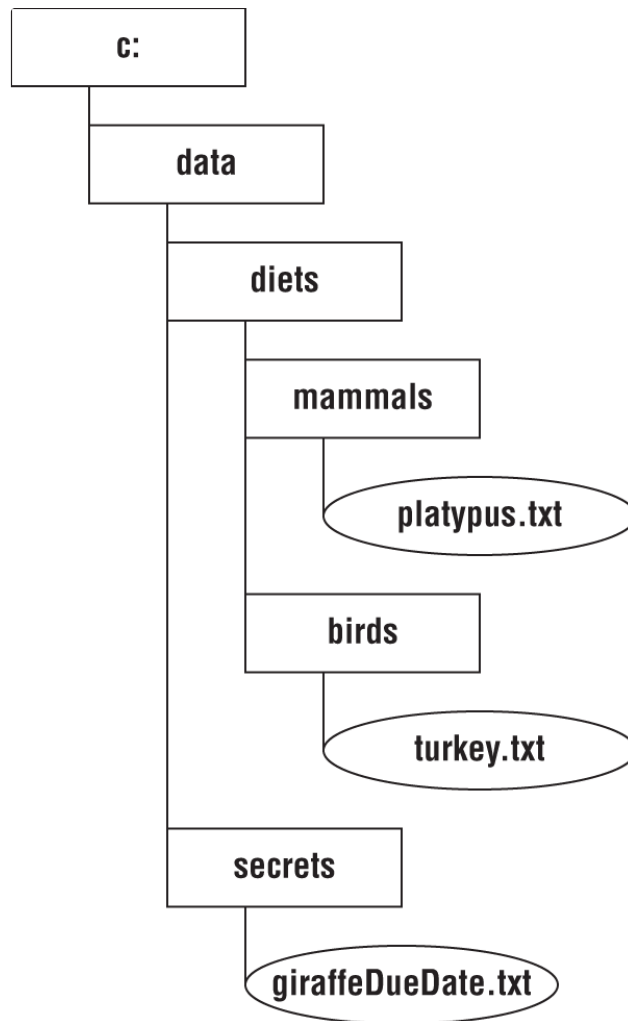 c:
data
diets
mammals
platypus.txt
birds
turkey.txt
secrets
giraffeDueDate.txt